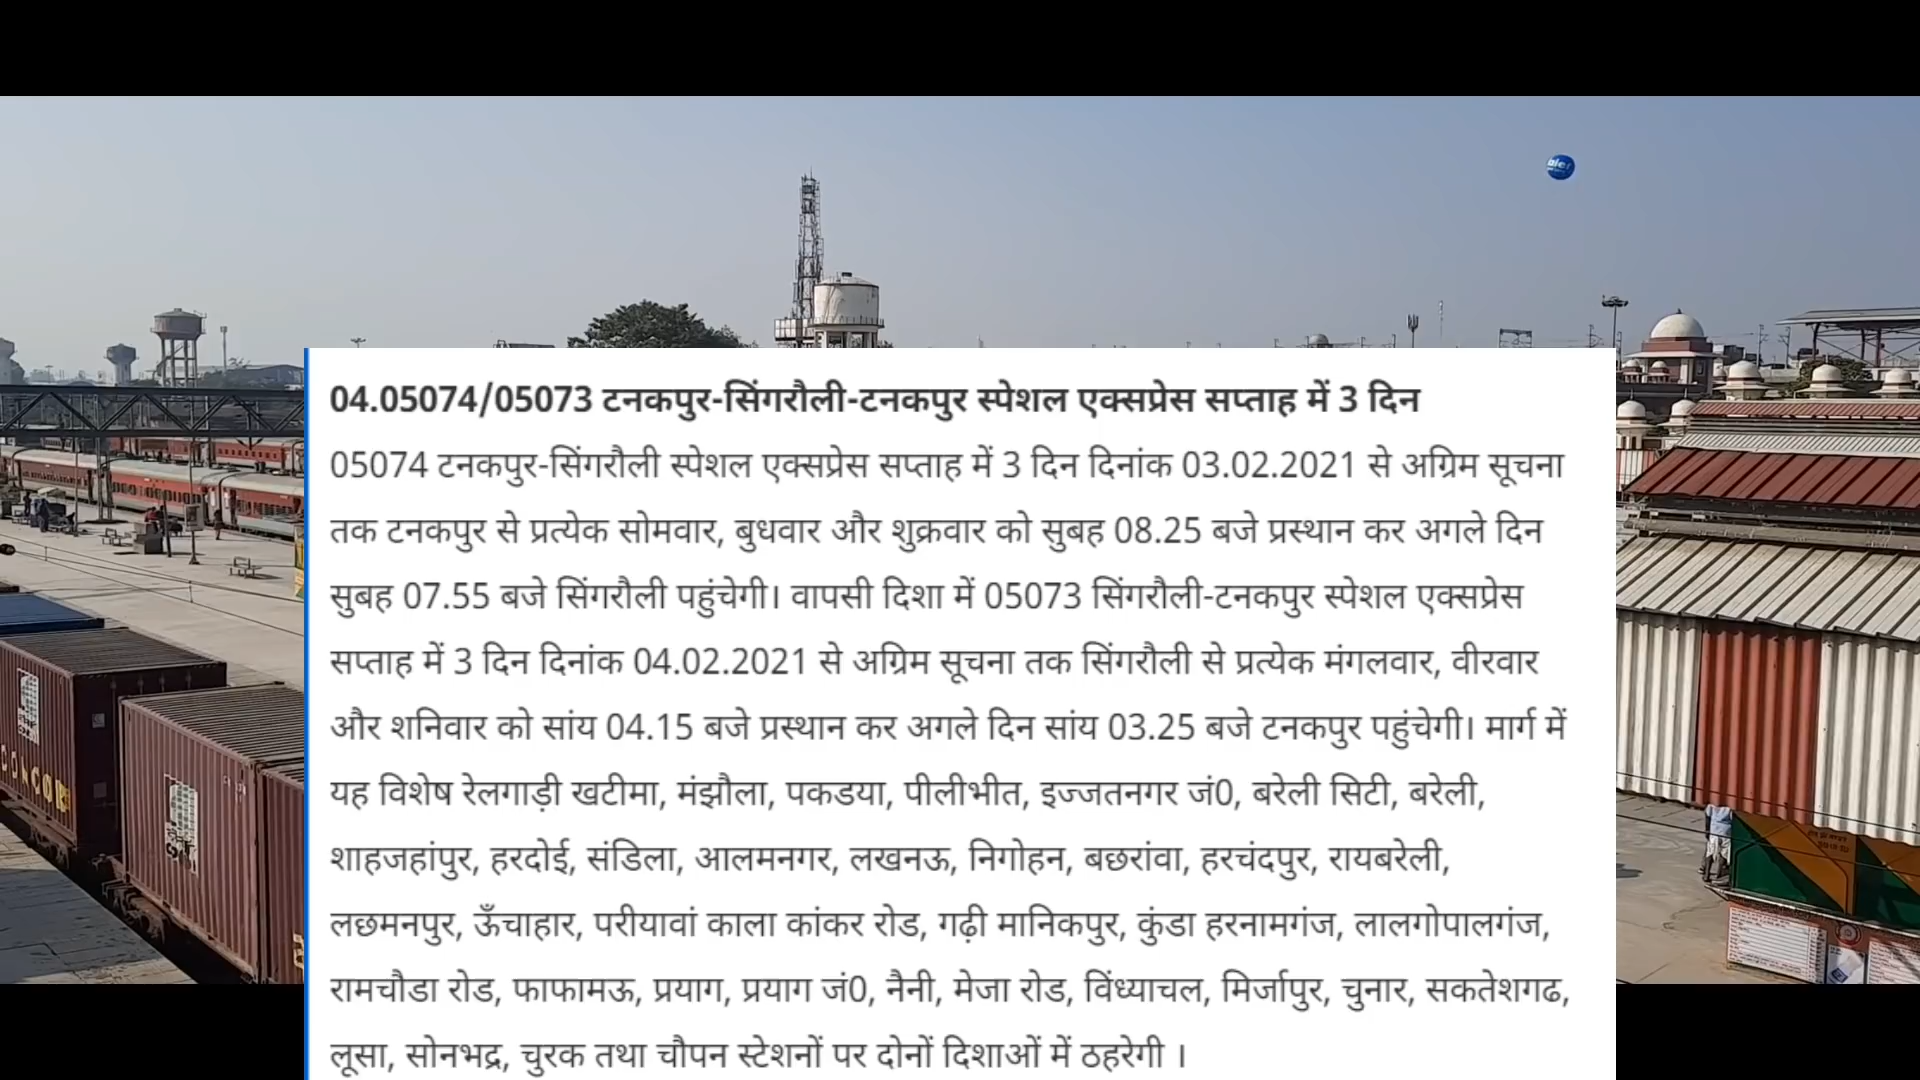 04.05074/05073 टनकपुर-सिंगरौली-टनकपुर स्पेशल एक्सप्रेस सप्ताह में 3 दिन
05074 टनकपुर-सिंगरौली स्पेशल एक्सप्रेस सप्ताह में 3 दिन दिनांक 03.02.2021 से अग्रिम सूचना
तक टनकपुर से प्रत्येक सोमवार, बुधवार और शुक्रवार को सुबह 08.25 बजे प्रस्थान कर अगले दिन
सुबह 07.55 बजे सिंगरौली पहुंचेगी। वापसी दिशा में 05073 सिंगरौली-टनकपुर स्पेशल एक्सप्रेस
सप्ताह में 3 दिन दिनांक 04.02.2021 से अग्रिम सूचना तक सिंगरौली से प्रत्येक मंगलवार, वीरवार
और शनिवार को सांय 04.15 बजे प्रस्थान कर अगले दिन सांय 03.25 बजे टनकपुर पहुंचेगी। मार्ग में
यह विशेष रेलगाड़ी खटीमा, मंझौला, पकडया, पीलीभीत, इज्जतनगर जं0, बरेली सिटी, बरेली,
शाहजहांपुर, हरदोई, संडिला, आलमनगर, लखनऊ, निगोहन, बछरांवा, हरचंदपुर, रायबरेली,
लछमनपुर, ऊँचाहार, परीयावां काला कांकर रोड, गढ़ी मानिकपुर, कुंडा हरनामगंज, लालगोपालगंज,
रामचौडा रोड, फाफामऊ, प्रयाग, प्रयाग जं0, नैनी, मेजा रोड, विंध्याचल, मिर्जापुर, चुनार, सकतेशगढ,
लूसा, सोनभद्र, चुरक तथा चौपन स्टेशनों पर दोनों दिशाओं में ठहरेगी ।